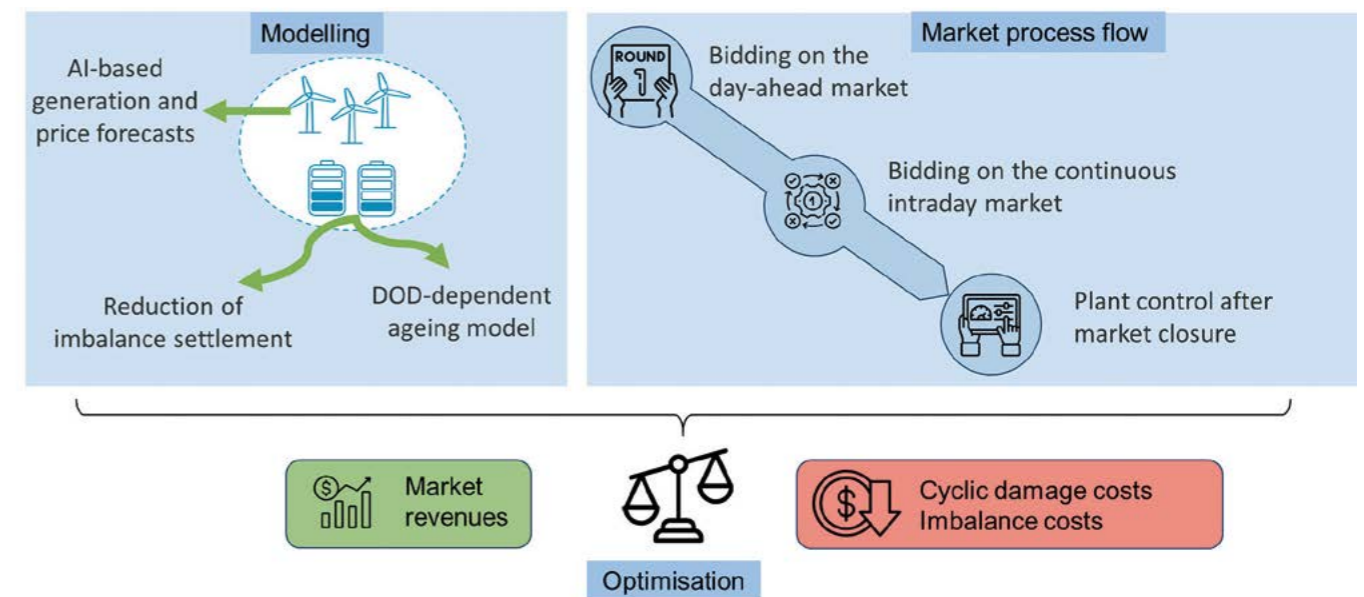 Modelling
AI-based
generation and
price forecasts
Reduction of
imbalance settlement
DOD-dependent
ageing model
Market process flow
ROUND
1
Bidding on the
day-ahead market
1
Bidding on the continuous
intraday market
Plant control after
market closure
$
Market
revenues
$
Cyclic damage costs
Imbalance costs
Optimisation